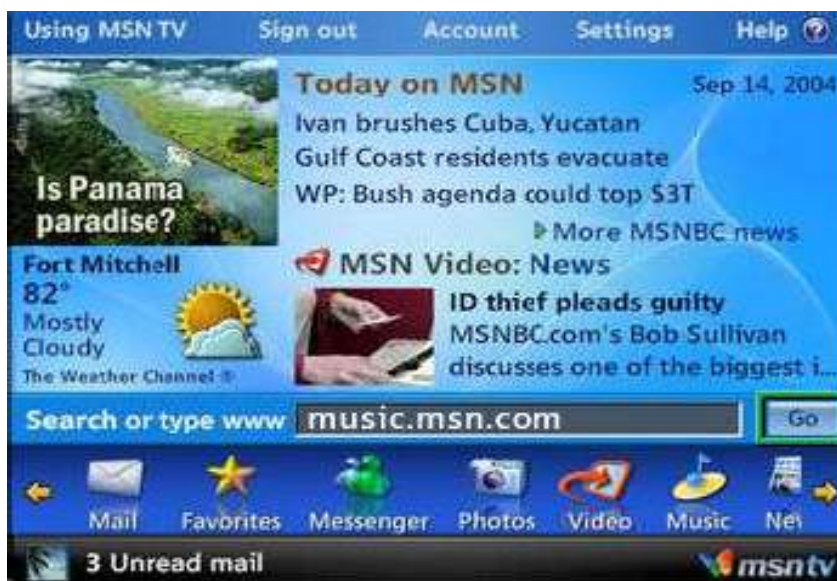 Using MSN TV Sign out Account Settings Help ?
Is Panama
paradise?
Today on MSN Sep 14, 2004
Ivan brushes Cuba, Yucatan
Gulf Coast residents evacuate
WP: Bush agenda could top $3T
More MSNBC news
Fort Mitchell
82°
Mostly
Cloudy
The Weather Channel ®
MSN Video: News
ID thief pleads guilty
MSNBC.com's Bob Sullivan
discusses one of the biggest i...
Search or type www music.msn.com Go
Mail Favorites Messenger Photos Video Music Ne
3 Unread mail msntv